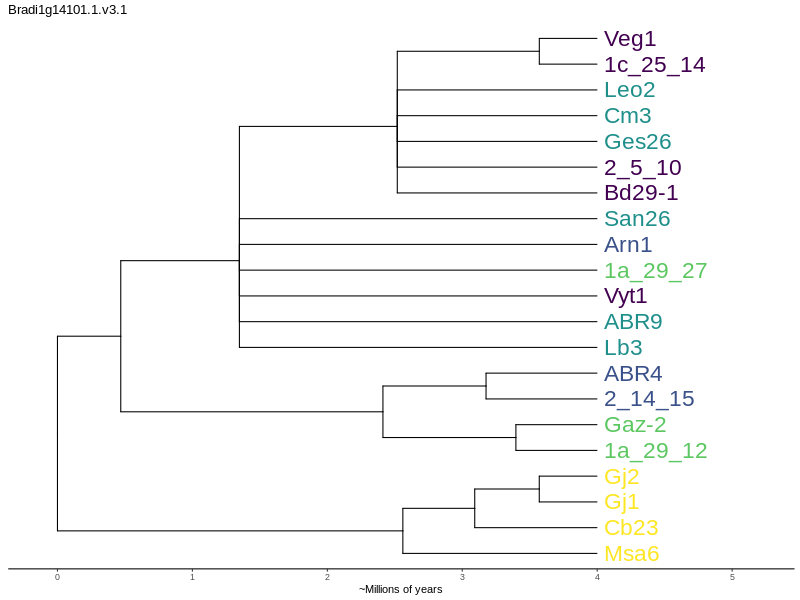 Bradi1g14101.1.v3.1
Veg1
1c_25_14
Leo2
Cm3
Ges26
2_5_10
Bd29-1
San26
Arn1
1a_29_27
Vyt1
ABR9
Lb3
ABR4
2_14_15
Gaz-2
1a_29_12
Gj2
Gj1
Cb23
Msa6
0 1 2 3 4 5
~Millions of years